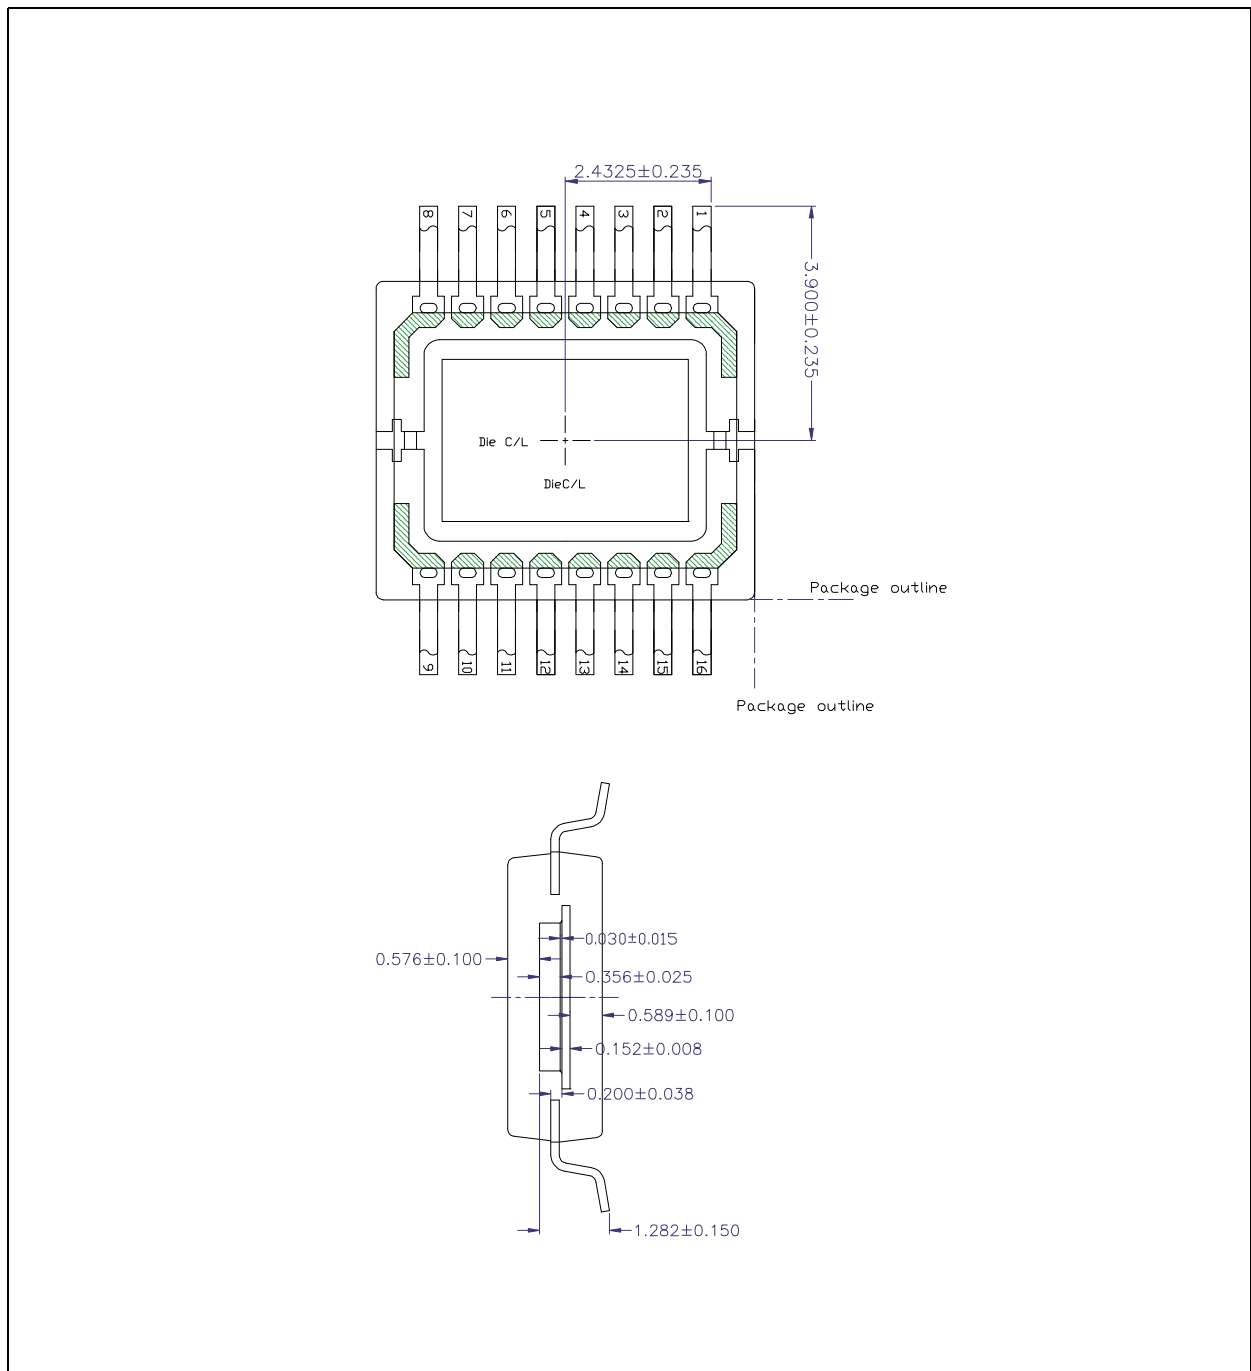 2.4325±0.235
8 7 6 5 4 3 2 1
3.900±0.235
Die C/L
DieC/L
Package outline
9 10 11 12 13 14 15 16
Package outline
0.030±0.015
0.576±0.100
0.356±0.025
0.589±0.100
0.152±0.008
0.200±0.038
1.282±0.150